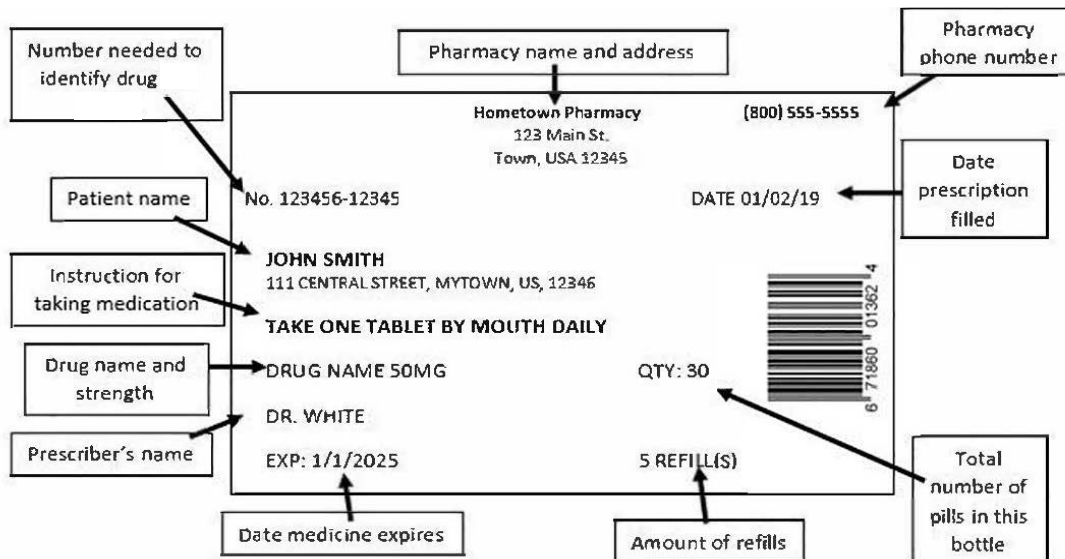 Number needed to
identify drug
Pharmacy name and address
Pharmacy
phone number
Hometown Pharmacy
123 Main St.
Town, USA 12345
(800) 555-5555
No. 123456-12345
DATE 01/02/19
Date
prescription
filled
Patient name
JOHN SMITH
111 CENTRAL STREET, MYTOWN, US, 12346
Instruction for
taking medication
TAKE ONE TABLET BY MOUTH DAILY
Drug name and
strength
DRUG NAME 50MG
QTY: 30
6 71860 01362 4
Prescriber's name
DR. WHITE
EXP: 1/1/2025
5 REFILL(S)
Total
number of
pills in this
bottle
Date medicine expires
Amount of refills